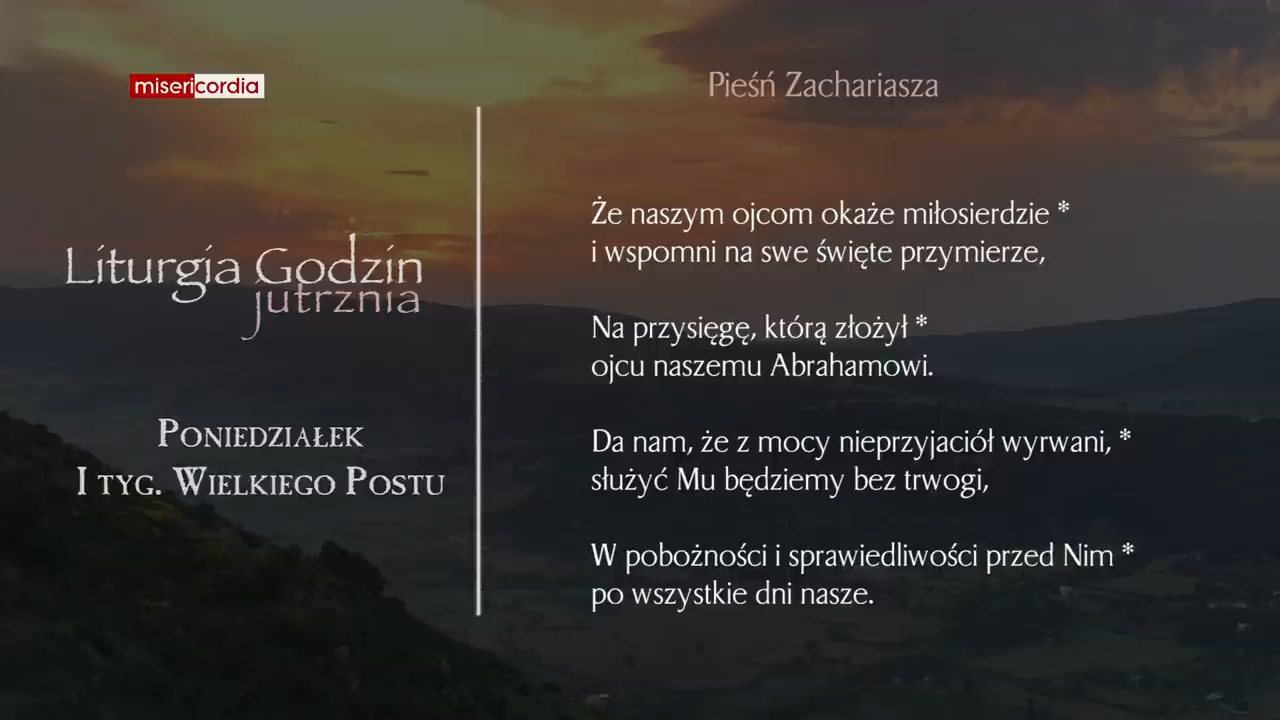 misericordia
Liturgia Godzin
jutrznia
Poniedziałek
I tyg. Wielkiego Postu
Pieśń Zachariasza
Że naszym ojcom okaże miłosierdzie *
i wspomni na swe święte przymierze,
Na przysięgę, którą złożył *
ojcu naszemu Abrahamowi.
Da nam, że z mocy nieprzyjaciół wyrwani, *
służyć Mu będziemy bez trwogi,
W pobożności i sprawiedliwości przed Nim *
po wszystkie dni nasze.